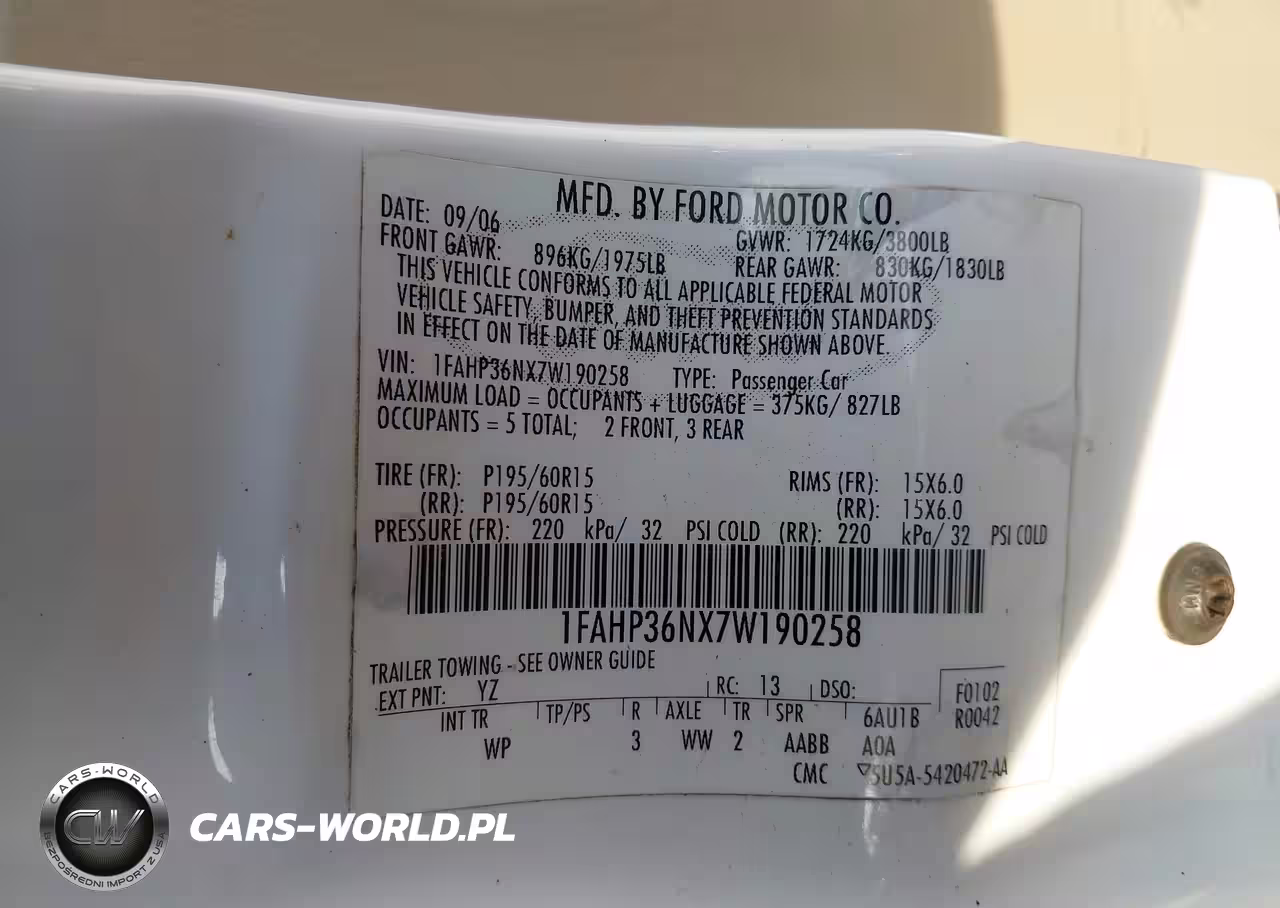 MFD. BY FORD MOTOR CO.
DATE: 09/06 GVWR: 1724KG/3800LB
FRONT GAWR: 896KG/1975LB REAR GAWR: 830KG/1830LB
THIS VEHICLE CONFORMS TO ALL APPLICABLE FEDERAL MOTOR
VEHICLE SAFETY, BUMPER, AND THEFT PREVENTION STANDARDS
IN EFFECT ON THE DATE OF MANUFACTURE SHOWN ABOVE.
VIN: 1FAHP36NX7W190258 TYPE: Passenger Car
MAXIMUM LOAD = OCCUPANTS + LUGGAGE = 375KG/ 827LB
OCCUPANTS = 5 TOTAL; 2 FRONT, 3 REAR
TIRE (FR): P195/60R15 RIMS (FR): 15X6.0
(RR): P195/60R15 (RR): 15X6.0
PRESSURE (FR): 220 kPa/ 32 PSI COLD (RR): 220 kPa/ 32 PSI COLD
1FAHP36NX7W190258
TRAILER TOWING - SEE OWNER GUIDE
EXT PNT: YZ RC: 13 DSO: F0102
INT TR TP/PS R AXLE TR SPR 6AU1B R0042
WP 3 WW 2 AABB A0A
CMC ▽5U5A-5420472-AA
CARS-WORLD
CW
BEZPOŚREDNI IMPORT Z USA
CARS-WORLD.PL